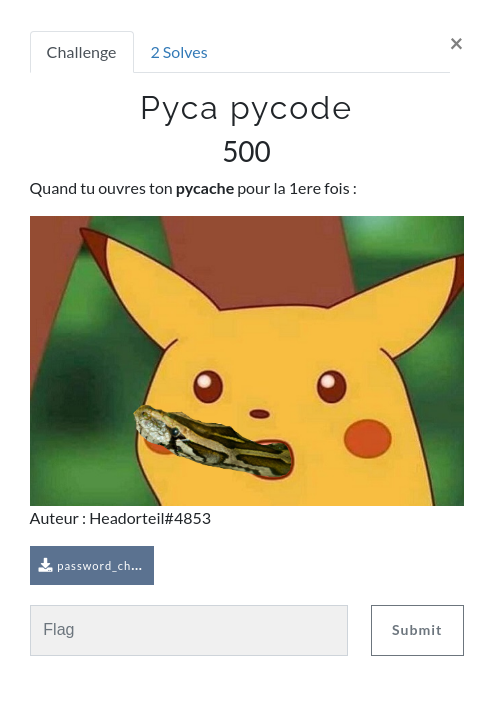 Challenge
2 Solves
×
Pyca pycode
500
Quand tu ouvres ton pycache pour la 1ere fois :
Auteur : Headorteil#4853
password_ch...
Flag
Submit